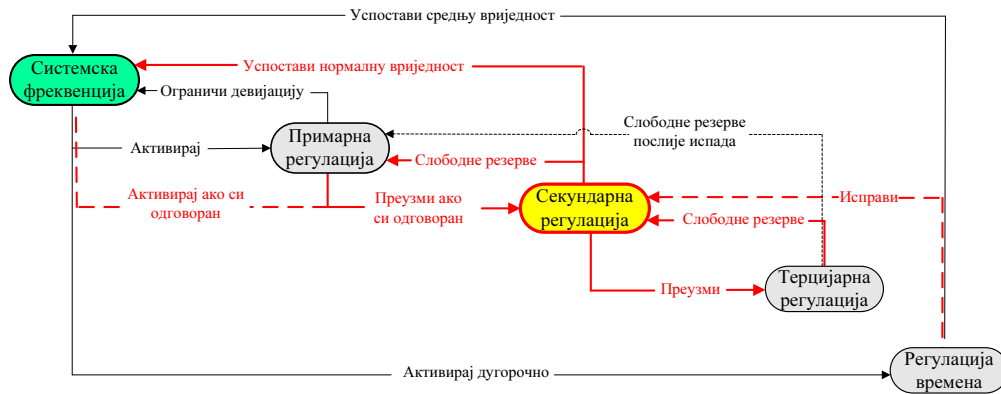 Успостави средњу вриједност
Системска
фреквенција
Успостави нормалну вриједност
Ограничи девијацију
Примарна
регулација
Слободне резерве
послије испада
Активирај
Слободне резерве
Активирај ако си
одговоран
Преузми ако
си одговоран
Секундарна
регулација
Исправи
Слободне резерве
Преузми
Терцијарна
регулација
Активирај дугорочно
Регулација
времена